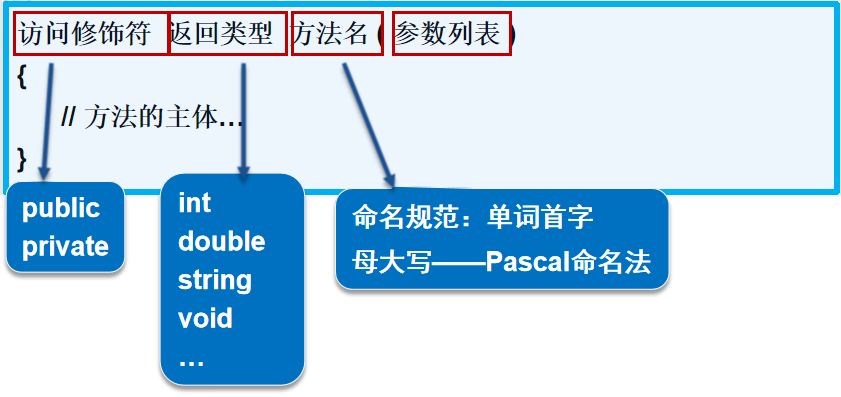 访问修饰符 返回类型 方法名 ( 参数列表 )
{
// 方法的主体…
}
public
private
int
double
string
void
…
命名规范：单词首字
母大写——Pascal命名法